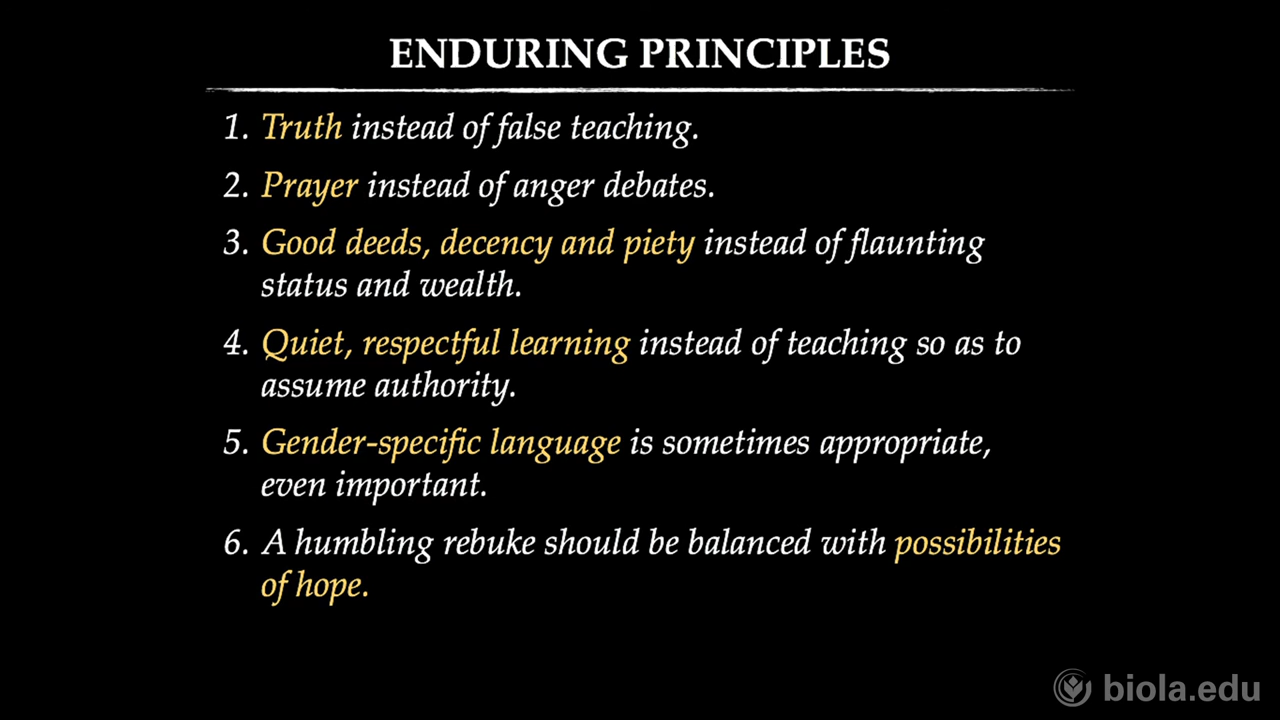 ENDURING PRINCIPLES
1. Truth instead of false teaching.
2. Prayer instead of anger debates.
3. Good deeds, decency and piety instead of flaunting
status and wealth.
4. Quiet, respectful learning instead of teaching so as to
assume authority.
5. Gender-specific language is sometimes appropriate,
even important.
6. A humbling rebuke should be balanced with possibilities
of hope.
biola.edu